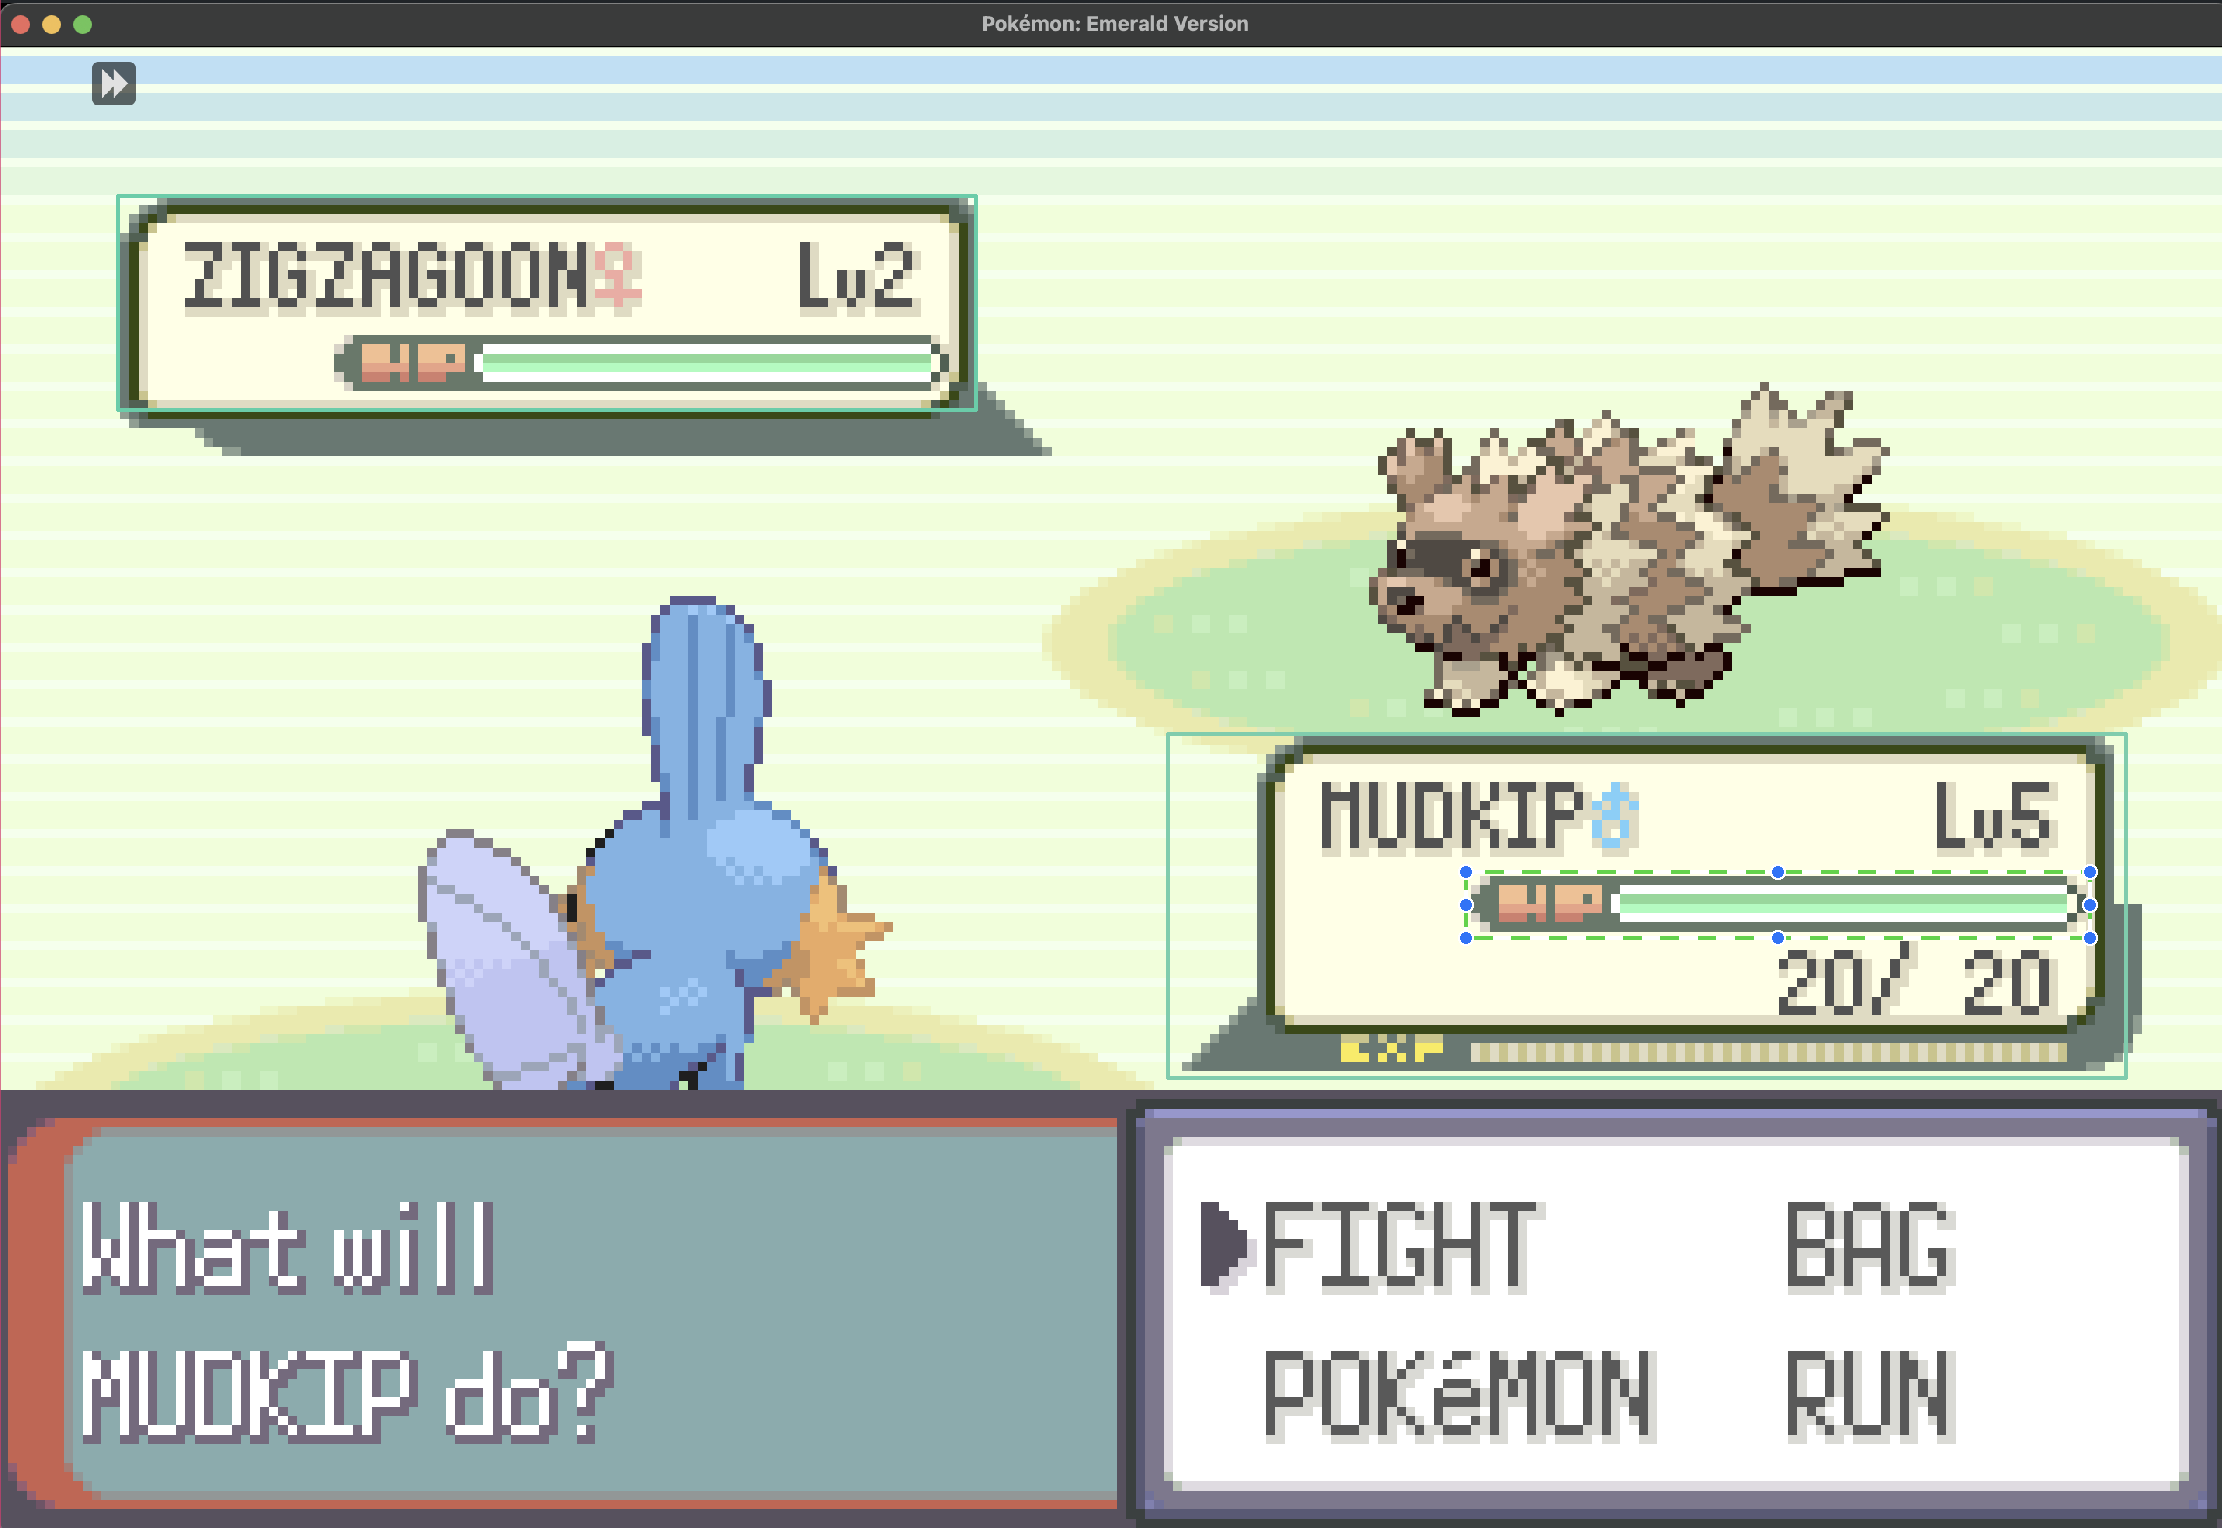 Pokémon: Emerald Version
ZIGZAGOON♀ Lv2
HP
MUDKIP♂ Lv5
HP
20/ 20
EXP
What will
MUDKIP do?
FIGHT BAG
POKéMON RUN